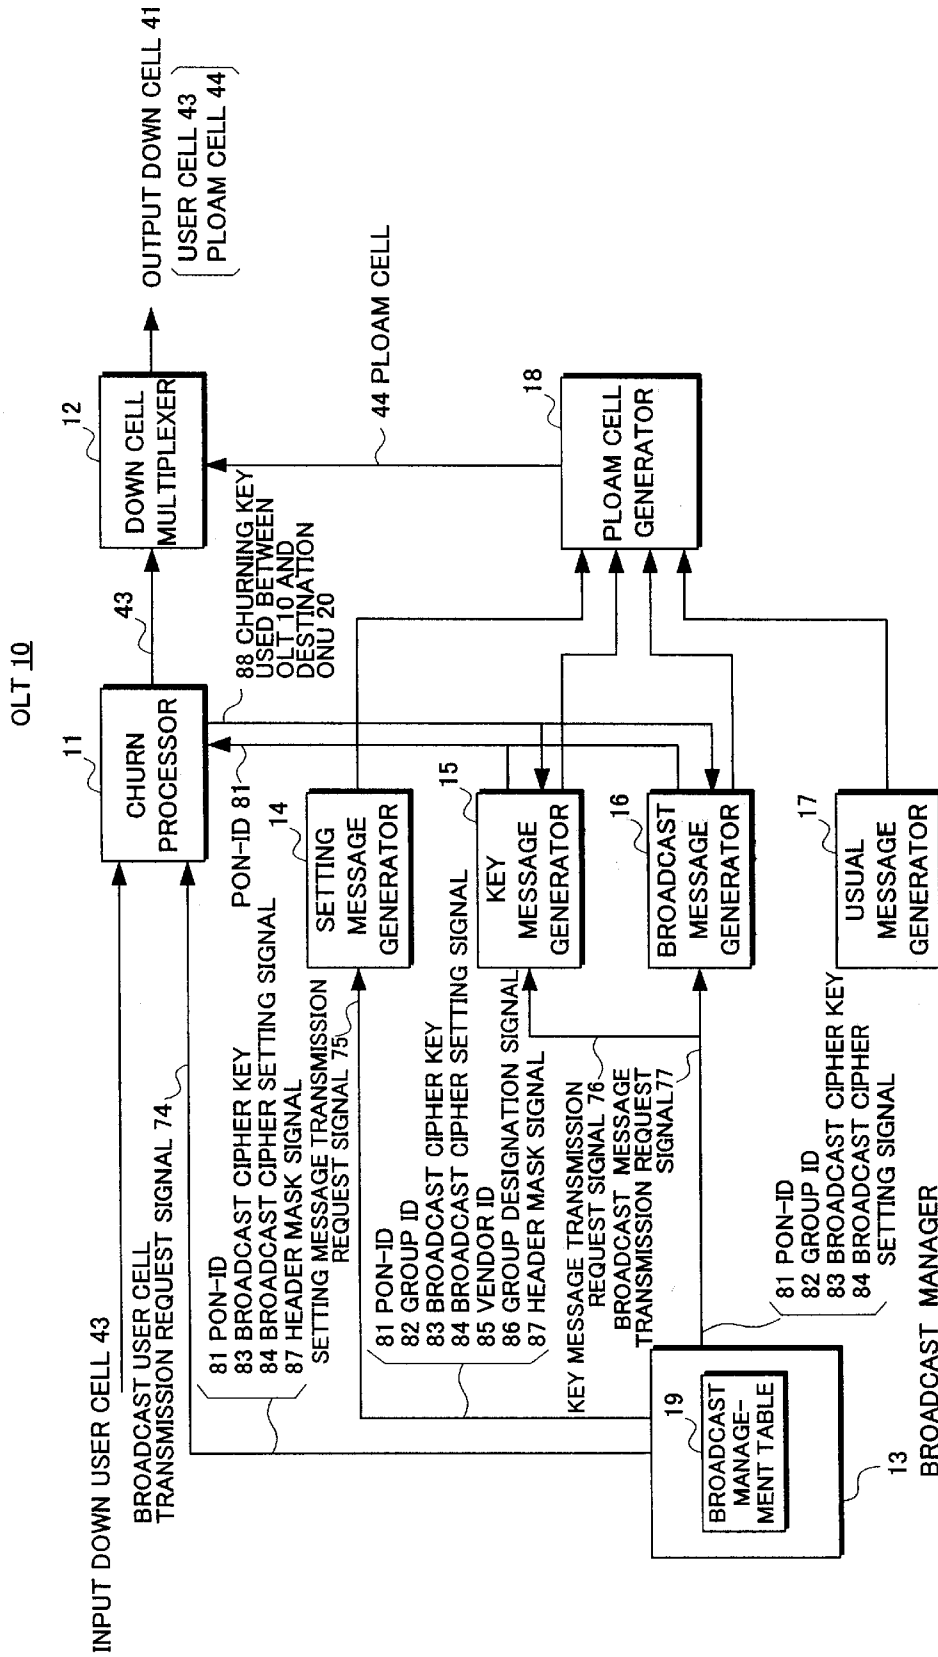 OLT 10
INPUT DOWN USER CELL 43
BROADCAST USER CELL
TRANSMISSION REQUEST SIGNAL 74
81 PON-ID
83 BROADCAST CIPHER KEY
84 BROADCAST CIPHER SETTING SIGNAL
87 HEADER MASK SIGNAL
SETTING MESSAGE TRANSMISSION
REQUEST SIGNAL 75
81 PON-ID
82 GROUP ID
83 BROADCAST CIPHER KEY
84 BROADCAST CIPHER SETTING SIGNAL
85 VENDOR ID
86 GROUP DESIGNATION SIGNAL
87 HEADER MASK SIGNAL
KEY MESSAGE TRANSMISSION
REQUEST SIGNAL 76
BROADCAST MESSAGE
TRANSMISSION REQUEST
SIGNAL77
19
BROADCAST
MANAGE-
MENT TABLE
13
BROADCAST MANAGER
81 PON-ID
82 GROUP ID
83 BROADCAST CIPHER KEY
84 BROADCAST CIPHER
SETTING SIGNAL
11
CHURN
PROCESSOR
PON-ID 81
14
SETTING
MESSAGE
GENERATOR
15
KEY
MESSAGE
GENERATOR
16
BROADCAST
MESSAGE
GENERATOR
17
USUAL
MESSAGE
GENERATOR
43
88 CHURNING KEY
USED BETWEEN
OLT 10 AND
DESTINATION
ONU 20
12
DOWN CELL
MULTIPLEXER
18
PLOAM CELL
GENERATOR
44 PLOAM CELL
OUTPUT DOWN CELL 41
USER CELL 43
PLOAM CELL 44